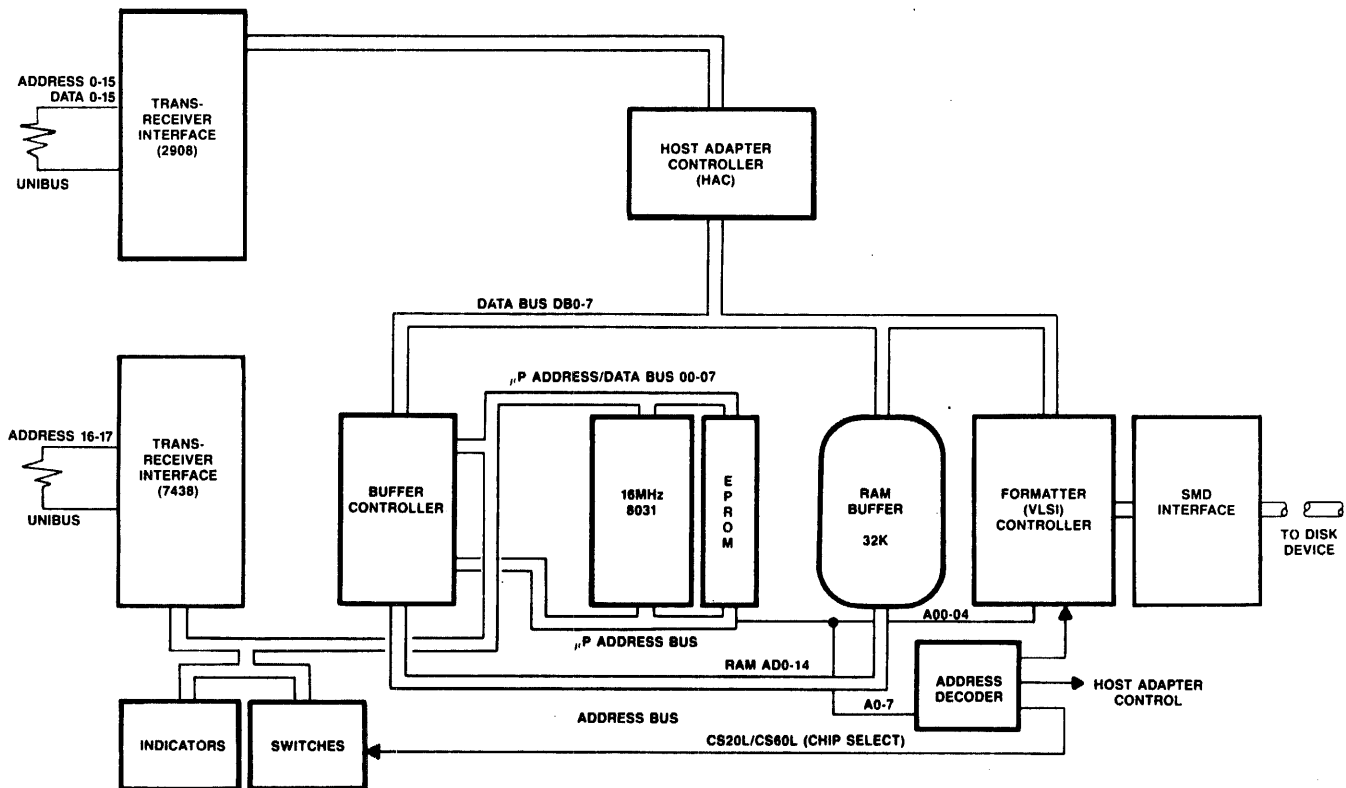 ADDRESS 0-15
DATA 0-15
UNIBUS
TRANS-
RECEIVER
INTERFACE
(2908)
HOST ADAPTER
CONTROLLER
(HAC)
DATA BUS DB0-7
μP ADDRESS/DATA BUS 00-07
ADDRESS 16-17
UNIBUS
TRANS-
RECEIVER
INTERFACE
(7438)
BUFFER
CONTROLLER
16MHz
8031
EPROM
RAM
BUFFER
32K
FORMATTER
(VLSI)
CONTROLLER
SMD
INTERFACE
TO DISK
DEVICE
A00-04
μP ADDRESS BUS
RAM AD0-14
ADDRESS
DECODER
HOST ADAPTER
CONTROL
A0-7
ADDRESS BUS
INDICATORS
SWITCHES
CS20L/CS60L (CHIP SELECT)